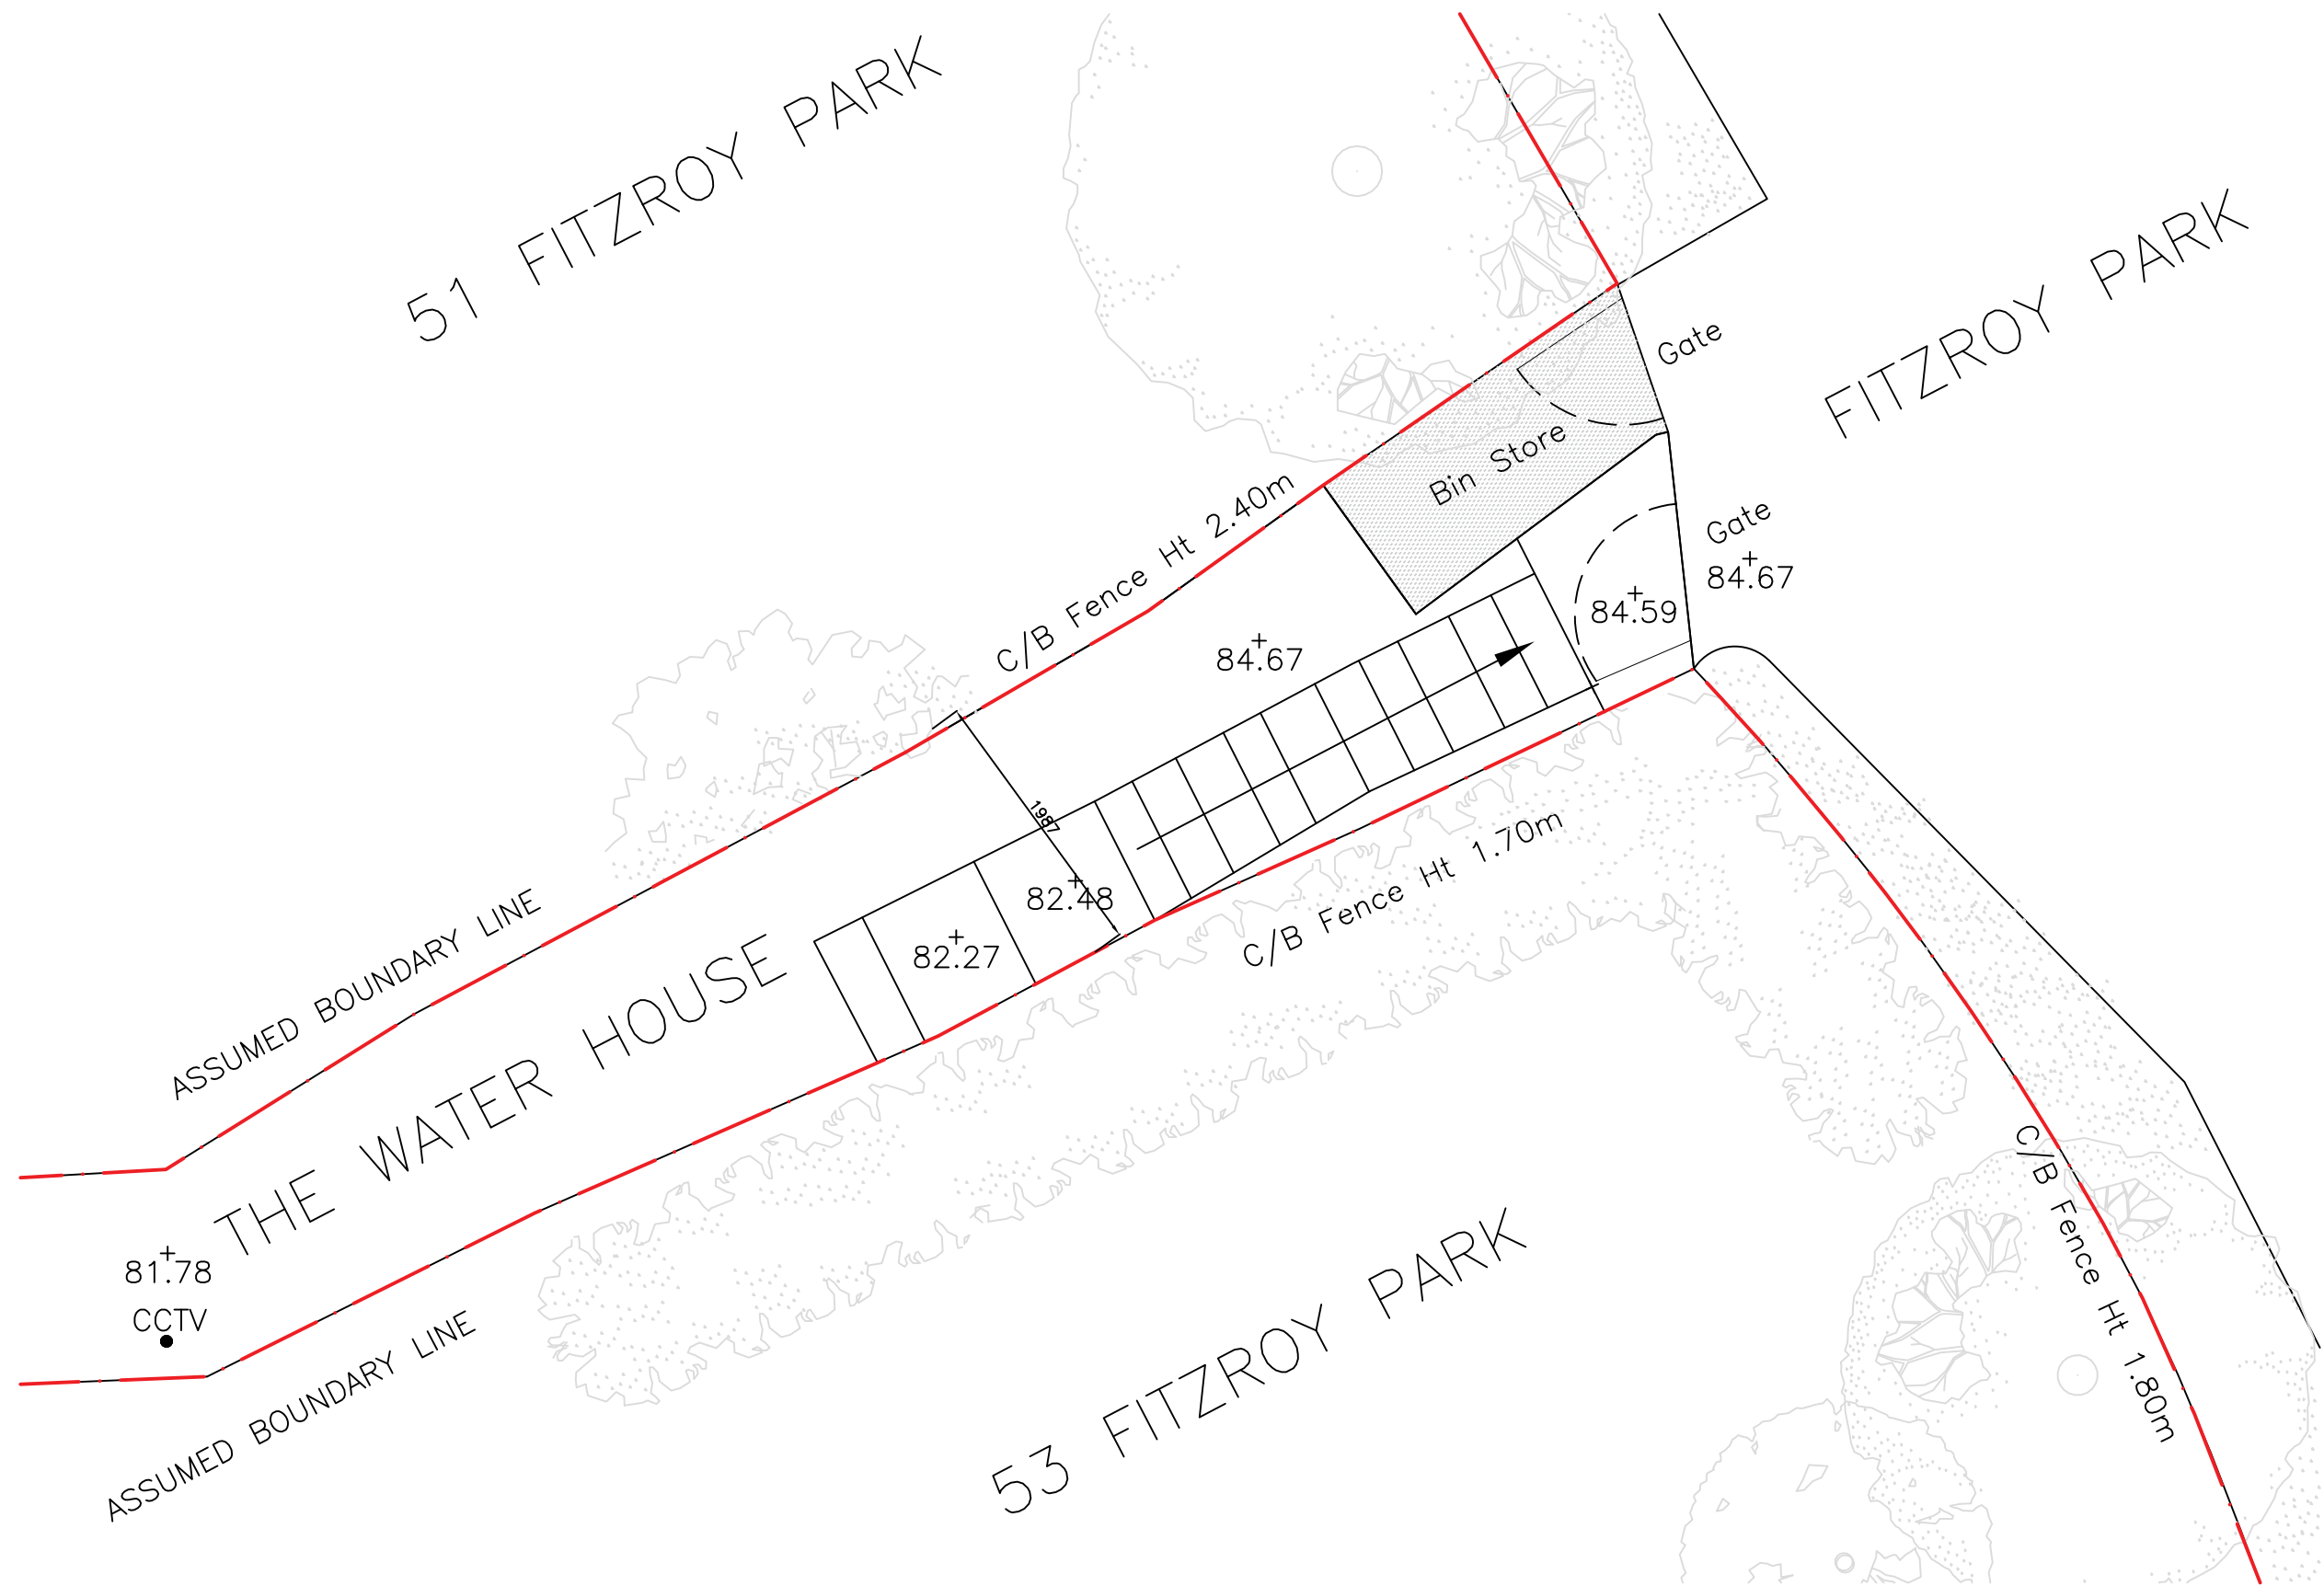 51 FITZROY PARK
FITZROY PARK
Gate
Bin Store
Gate
84.67
84.59
C/B Fence Ht 2.40m
84.67
1987
82.48
82.27
C/B Fence Ht 1.70m
ASSUMED BOUNDARY LINE
THE WATER HOUSE
81.78
CCTV
ASSUMED BOUNDARY LINE
53 FITZROY PARK
C/B Fence Ht 1.80m